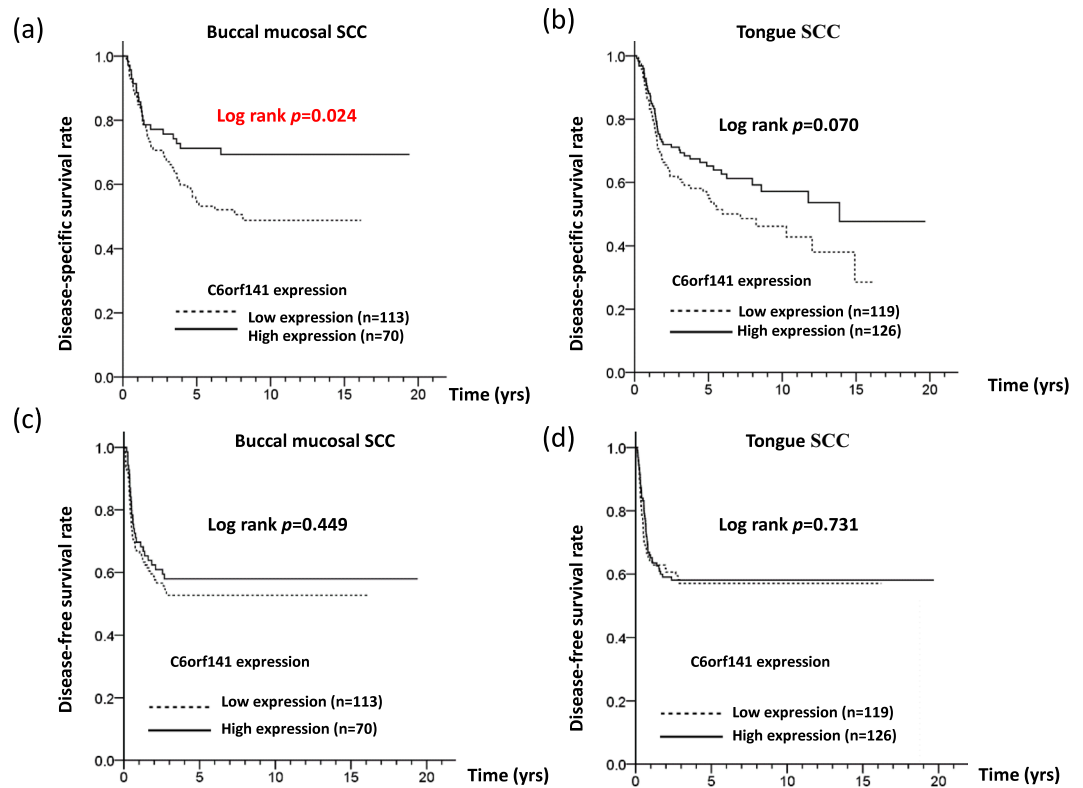 (a)
Buccal mucosal SCC
Disease-specific survival rate
1.0
0.8
0.6
0.4
0.2
0.0
Log rank p=0.024
C6orf141 expression
Low expression (n=113)
High expression (n=70)
0 5 10 15 20
Time (yrs)
(b)
Tongue SCC
Disease-specific survival rate
1.0
0.8
0.6
0.4
0.2
0.0
Log rank p=0.070
C6orf141 expression
Low expression (n=119)
High expression (n=126)
0 5 10 15 20
Time (yrs)
(c)
Buccal mucosal SCC
Disease-free survival rate
1.0
0.8
0.6
0.4
0.2
0.0
Log rank p=0.449
C6orf141 expression
Low expression (n=113)
High expression (n=70)
0 5 10 15 20
Time (yrs)
(d)
Tongue SCC
Disease-free survival rate
1.0
0.8
0.6
0.4
0.2
0.0
Log rank p=0.731
C6orf141 expression
Low expression (n=119)
High expression (n=126)
0 5 10 15 20
Time (yrs)